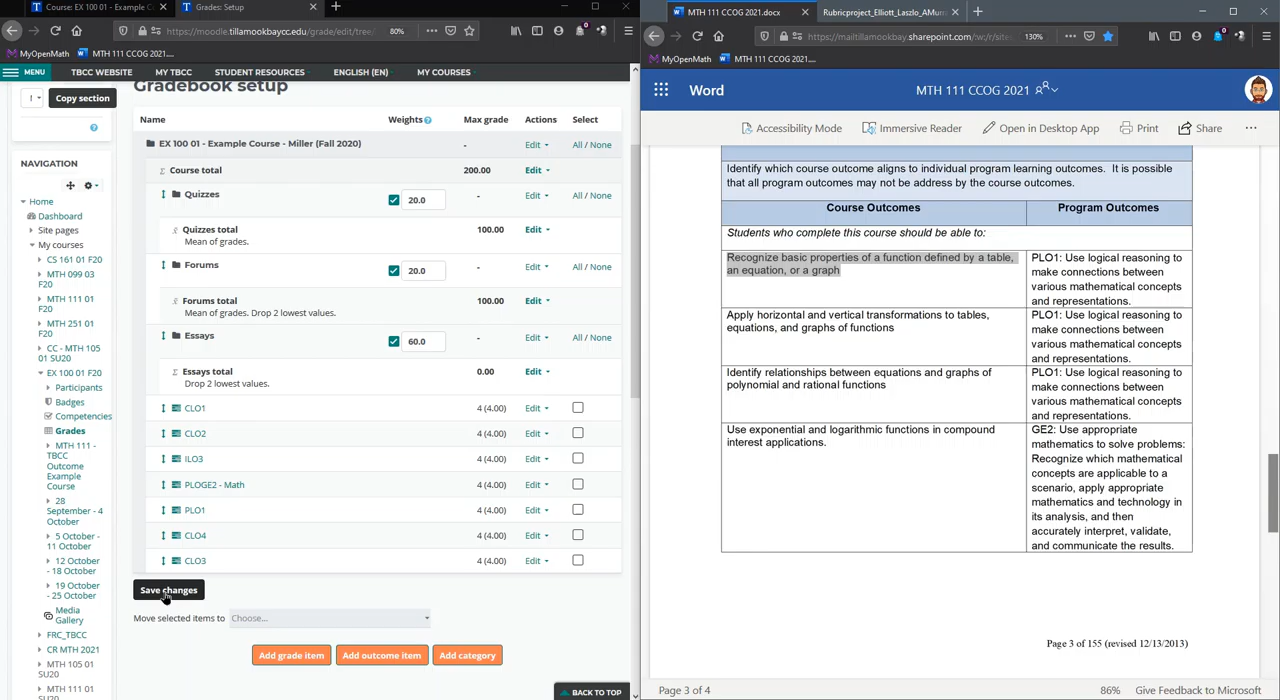 Course: EX 100 01 - Example C
Grades: Setup
https://moodle.tillamookbaycc.edu/grade/edit/tree
80%
MyOpenMath
MTH 111 CCOG 2021....
MENU
TBCC WEBSITE
MY TBCC
STUDENT RESOURCES
ENGLISH (EN)
MY COURSES
Copy section
NAVIGATION
Home
Dashboard
Site pages
My courses
CS 161 01 F20
MTH 099 03
F20
MTH 111 01
F20
MTH 251 01
F20
CC - MTH 105
01 SU20
EX 100 01 F20
Participants
Badges
Competencies
Grades
MTH 111 -
TBCC
Outcome
Example
Course
28
September - 4
October
5 October -
11 October
12 October
- 18 October
19 October
- 25 October
Media
Gallery
FRC_TBCC
CR MTH 2021
MTH 105 01
SU20
MTH 111 01
SU20
Gradebook setup
Name Weights Max grade Actions Select
EX 100 01 - Example Course - Miller (Fall 2020) - Edit All / None
Course total 200.00 Edit
Quizzes 20.0 - Edit All / None
Quizzes total 100.00 Edit
Mean of grades.
Forums 20.0 - Edit All / None
Forums total 100.00 Edit
Mean of grades. Drop 2 lowest values.
Essays 60.0 - Edit All / None
Essays total 0.00 Edit
Drop 2 lowest values.
CLO1 4 (4.00) Edit
CLO2 4 (4.00) Edit
ILO3 4 (4.00) Edit
PLOGE2 - Math 4 (4.00) Edit
PLO1 4 (4.00) Edit
CLO4 4 (4.00) Edit
CLO3 4 (4.00) Edit
Save changes
Move selected items to Choose...
Add grade item
Add outcome item
Add category
BACK TO TOP
MTH 111 CCOG 2021.docx
Rubricproject_Elliott_Laszlo_AMurr
https://mailtillamookbay.sharepoint.com/:w:/r/sites
130%
MyOpenMath
MTH 111 CCOG 2021....
Word
MTH 111 CCOG 2021
Accessibility Mode
Immersive Reader
Open in Desktop App
Print
Share
Identify which course outcome aligns to individual program learning outcomes. It is possible
that all program outcomes may not be address by the course outcomes.
Course Outcomes Program Outcomes
Students who complete this course should be able to:
Recognize basic properties of a function defined by a table,
an equation, or a graph
PLO1: Use logical reasoning to
make connections between
various mathematical concepts
and representations.
Apply horizontal and vertical transformations to tables,
equations, and graphs of functions
PLO1: Use logical reasoning to
make connections between
various mathematical concepts
and representations.
Identify relationships between equations and graphs of
polynomial and rational functions
PLO1: Use logical reasoning to
make connections between
various mathematical concepts
and representations.
Use exponential and logarithmic functions in compound
interest applications.
GE2: Use appropriate
mathematics to solve problems:
Recognize which mathematical
concepts are applicable to a
scenario, apply appropriate
mathematics and technology in
its analysis, and then
accurately interpret, validate,
and communicate the results.
Page 3 of 155 (revised 12/13/2013)
Page 3 of 4
86%
Give Feedback to Microsoft